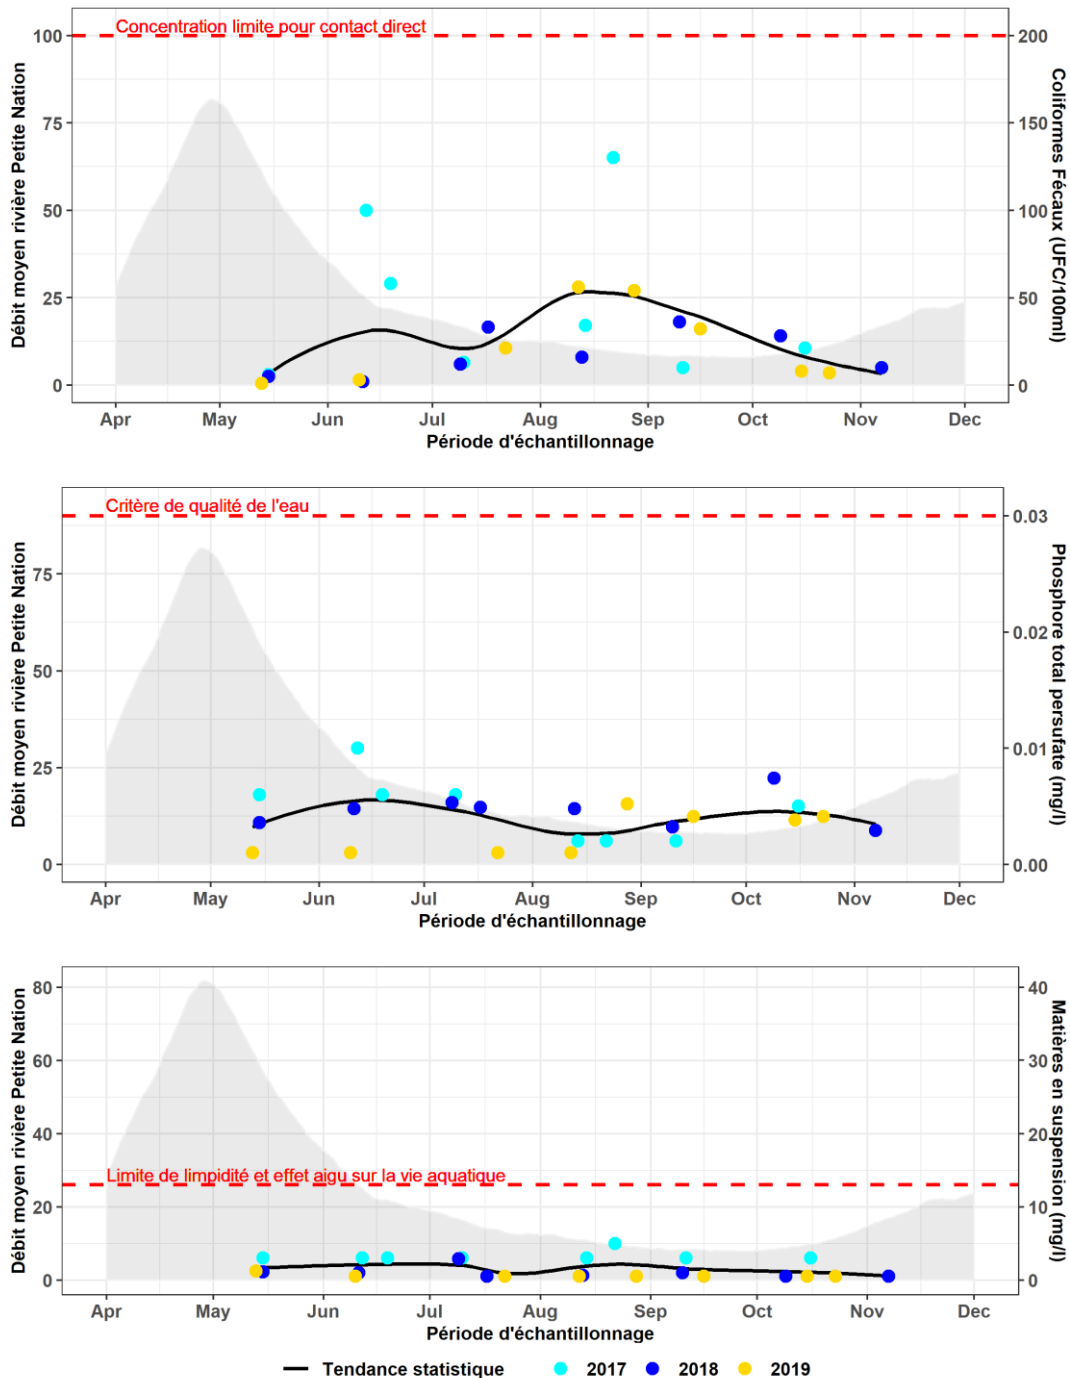 Concentration limite pour contact direct
Débit moyen rivière Petite Nation
100
75
50
25
0
200
150
100
50
0
Coliformes Fécaux (UFC/100ml)
Apr May Jun Jul Aug Sep Oct Nov Dec
Période d'échantillonnage
Critère de qualité de l'eau
Débit moyen rivière Petite Nation
75
50
25
0
0.03
0.02
0.01
0.00
Phosphore total persufate (mg/l)
Apr May Jun Jul Aug Sep Oct Nov Dec
Période d'échantillonnage
Limite de limpidité et effet aigu sur la vie aquatique
Débit moyen rivière Petite Nation
80
60
40
20
0
40
30
20
10
0
Matières en suspension (mg/l)
Apr May Jun Jul Aug Sep Oct Nov Dec
Période d'échantillonnage
Tendance statistique 2017 2018 2019